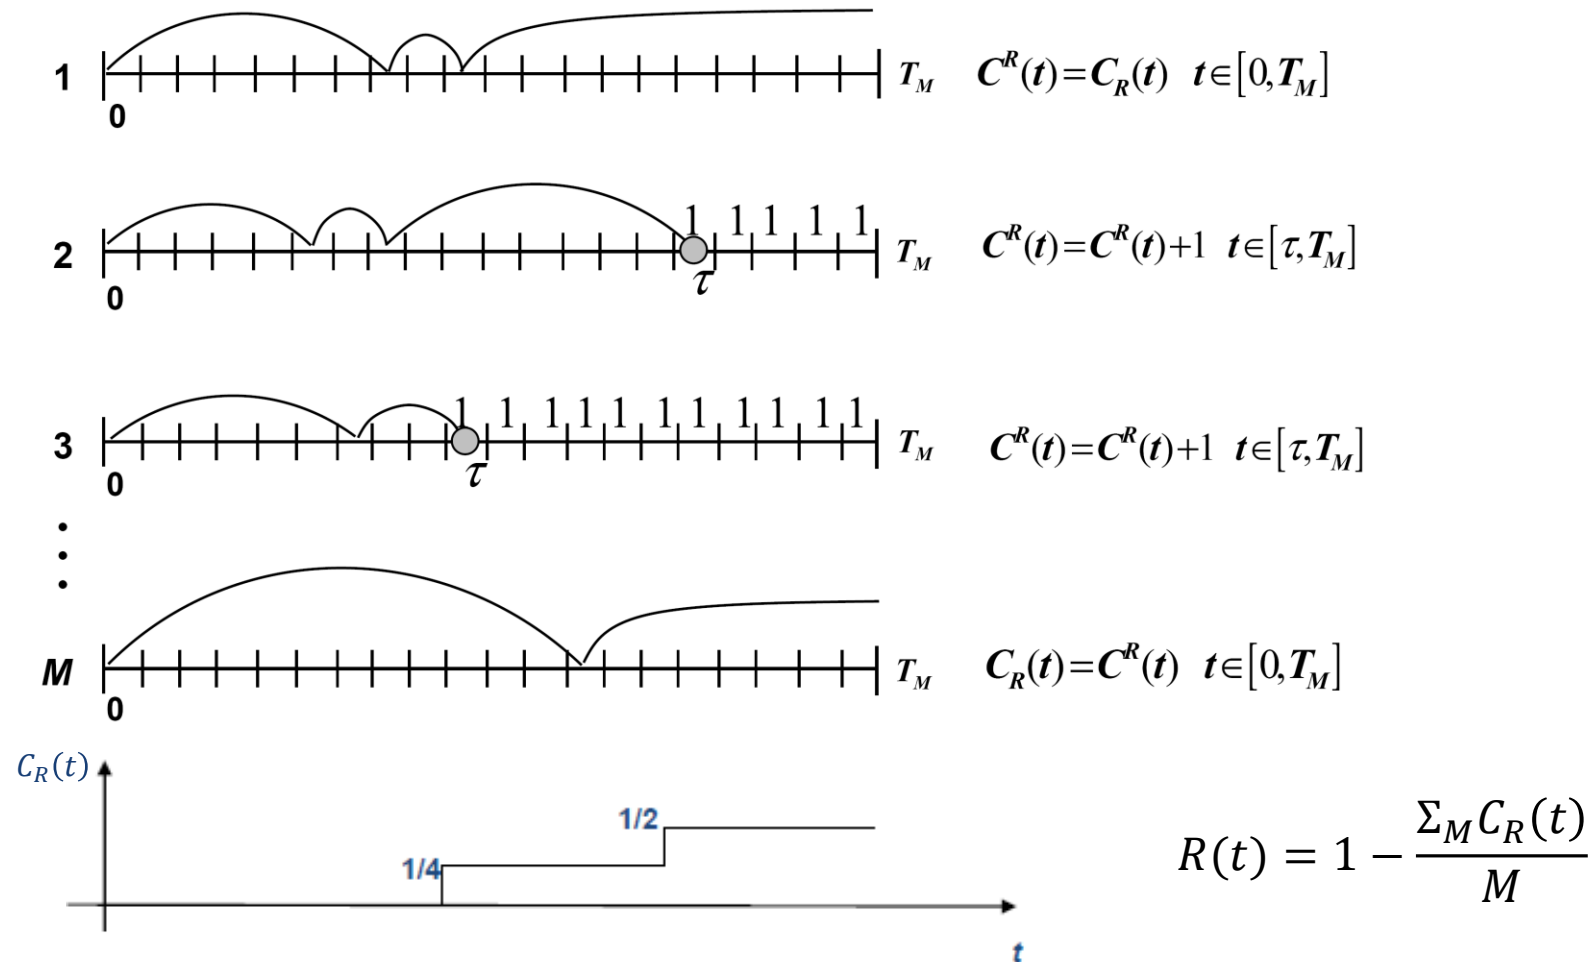 1 0 T_M C^R(t)=C_R(t) t∈[0,T_M]
1 1 1 1 1
2 0 τ T_M C^R(t)=C^R(t)+1 t∈[τ,T_M]
1 1 1 1 1 1 1 1 1 1 1
3 0 τ T_M C^R(t)=C^R(t)+1 t∈[τ,T_M]
M 0 T_M C_R(t)=C^R(t) t∈[0,T_M]
C_R(t)
1/2
1/4
t
R(t) = 1 − Σ_M C_R(t) / M